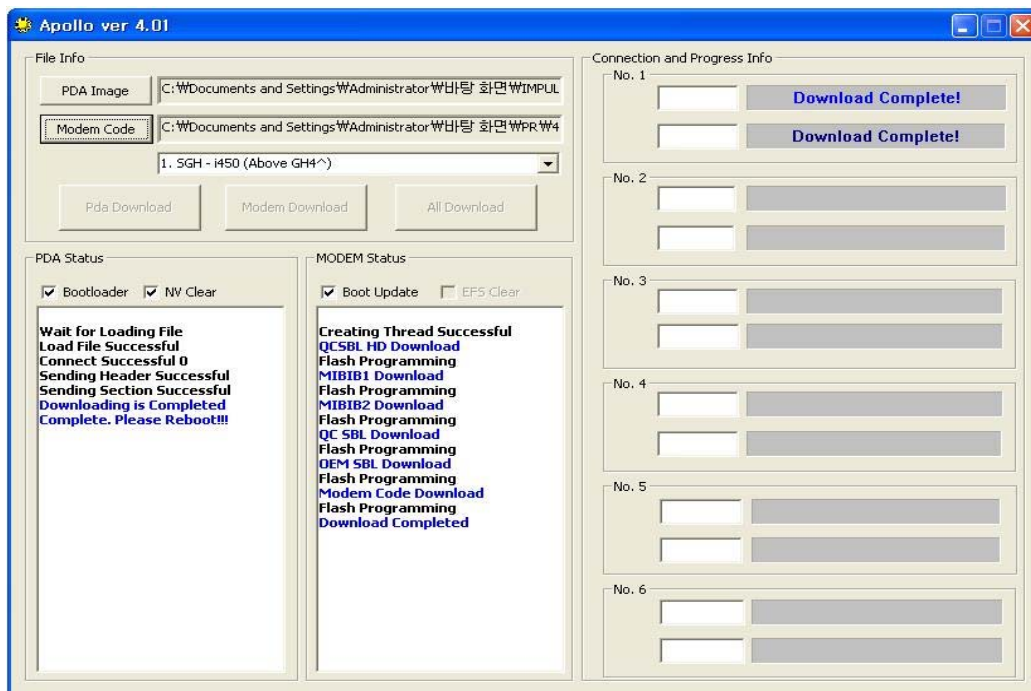 Apollo ver 4.01
File Info
PDA Image
C:₩Documents and Settings₩Administrator₩바탕 화면₩IMPUL
Modem Code
C:₩Documents and Settings₩Administrator₩바탕 화면₩PR₩4
1. SGH - i450 (Above GH4^)
Pda Download
Modem Download
All Download
PDA Status
Bootloader
NV Clear
Wait for Loading File
Load File Successful
Connect Successful 0
Sending Header Successful
Sending Section Successful
Downloading is Completed
Complete. Please Reboot!!!
MODEM Status
Boot Update
EFS Clear
Creating Thread Successful
QCSBL HD Download
Flash Programming
MIBIB1 Download
Flash Programming
MIBIB2 Download
Flash Programming
QC SBL Download
Flash Programming
OEM SBL Download
Flash Programming
Modem Code Download
Flash Programming
Download Completed
Connection and Progress Info
No. 1
Download Complete!
Download Complete!
No. 2
No. 3
No. 4
No. 5
No. 6